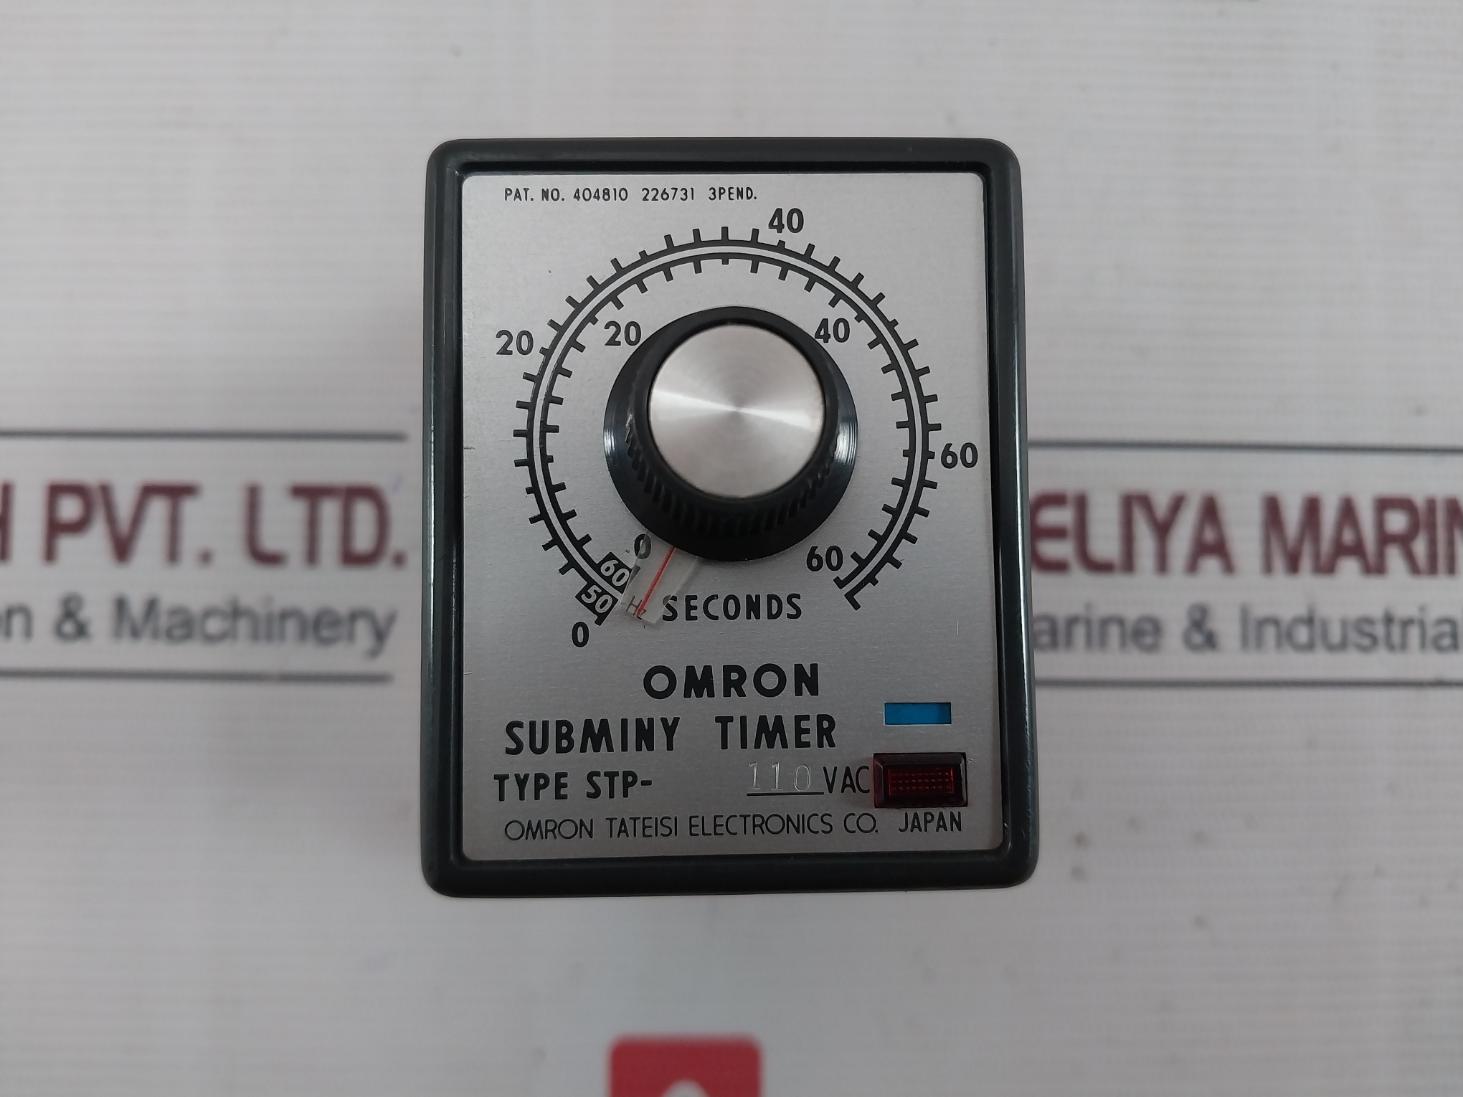 PAT. NO. 404810 226731 3PEND.
40
20 20 40
60
0 60
60
50 Hz SECONDS
0
OMRON
SUBMINY TIMER
TYPE STP- 110 VAC
OMRON TATEISI ELECTRONICS CO. JAPAN
H PVT. LTD. ELIYA MARIN
on & Machinery arine & Industria